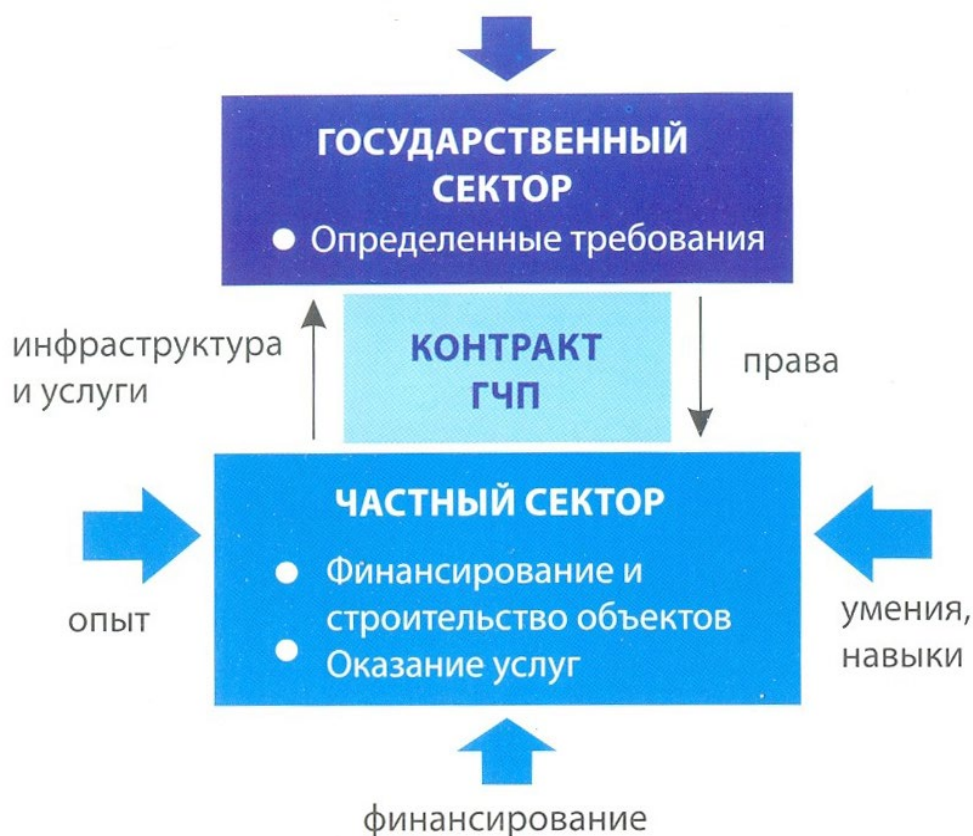 ГОСУДАРСТВЕННЫЙ
СЕКТОР
● Определенные требования
инфраструктура
и услуги
КОНТРАКТ
ГЧП
права
ЧАСТНЫЙ СЕКТОР
● Финансирование и
строительство объектов
● Оказание услуг
опыт
умения,
навыки
финансирование